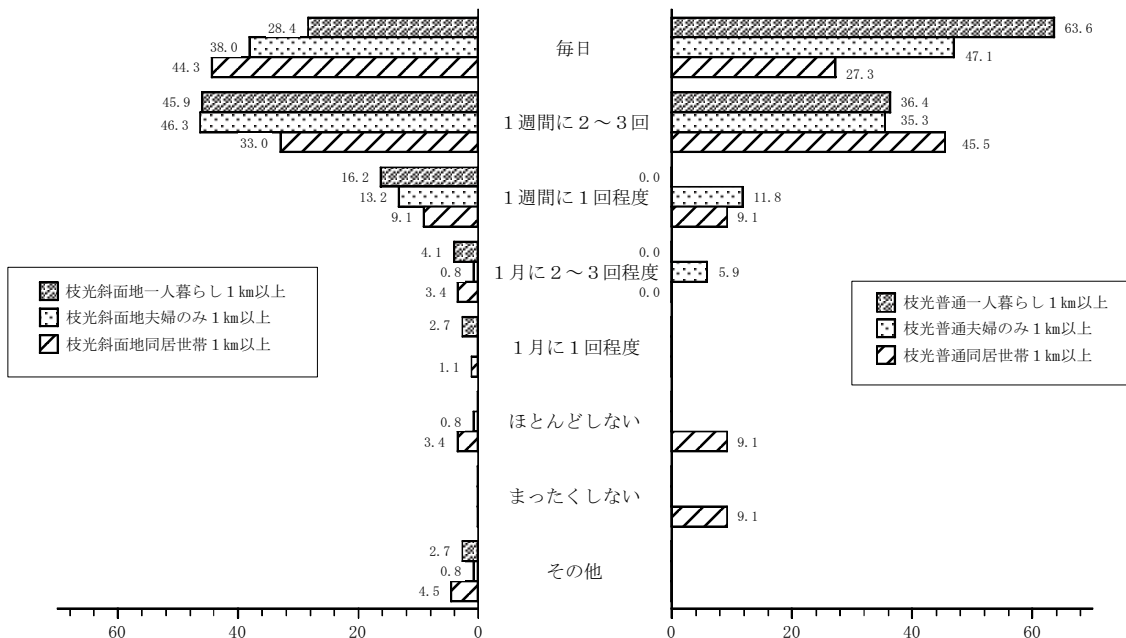 28.4
毎日
63.6
38.0
47.1
44.3
27.3
45.9
36.4
46.3
1週間に2～3回
35.3
33.0
45.5
16.2
0.0
13.2
1週間に1回程度
11.8
9.1
9.1
4.1
0.0
0.8
1月に2～3回程度
5.9
3.4
0.0
枝光斜面地一人暮らし1km以上
枝光斜面地夫婦のみ1km以上
枝光斜面地同居世帯1km以上
枝光普通一人暮らし1km以上
枝光普通夫婦のみ1km以上
枝光普通同居世帯1km以上
2.7
1月に1回程度
1.1
0.8
ほとんどしない
3.4
9.1
まったくしない
9.1
2.7
0.8
その他
4.5
60 40 20 0 0 20 40 60